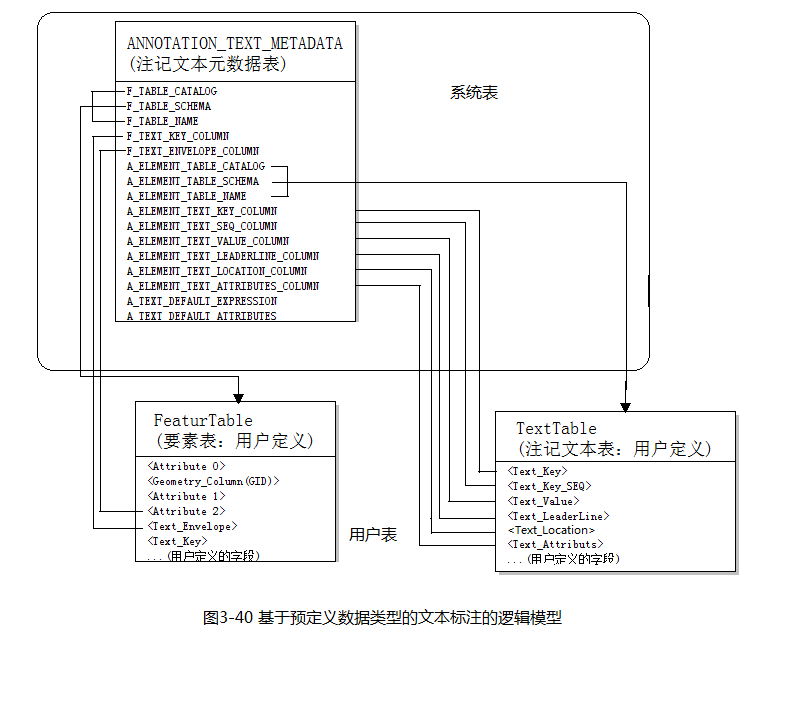 ANNOTATION_TEXT_METADATA
(注记文本元数据表)
系统表
F_TABLE_CATALOG
F_TABLE_SCHEMA
F_TABLE_NAME
F_TEXT_KEY_COLUMN
F_TEXT_ENVELOPE_COLUMN
A_ELEMENT_TABLE_CATALOG
A_ELEMENT_TABLE_SCHEMA
A_ELEMENT_TABLE_NAME
A_ELEMENT_TEXT_KEY_COLUMN
A_ELEMENT_TEXT_SEQ_COLUMN
A_ELEMENT_TEXT_VALUE_COLUMN
A_ELEMENT_TEXT_LEADERLINE_COLUMN
A_ELEMENT_TEXT_LOCATION_COLUMN
A_ELEMENT_TEXT_ATTRIBUTES_COLUMN
A_TEXT_DEFAULT_EXPRESSION
A_TEXT_DEFAULT_ATTRIBUTES
FeaturTable
(要素表：用户定义)
<Attribute 0>
<Geometry_Column(GID)>
<Attribute 1>
<Attribute 2>
<Text_Envelope>
<Text_Key>
...(用户定义的字段)
用户表
TextTable
(注记文本表：用户定义)
<Text_Key>
<Text_Key_SEQ>
<Text_Value>
<Text_LeaderLine>
<Text_Location>
<Text_Attributs>
...(用户定义的字段)
图3-40 基于预定义数据类型的文本标注的逻辑模型